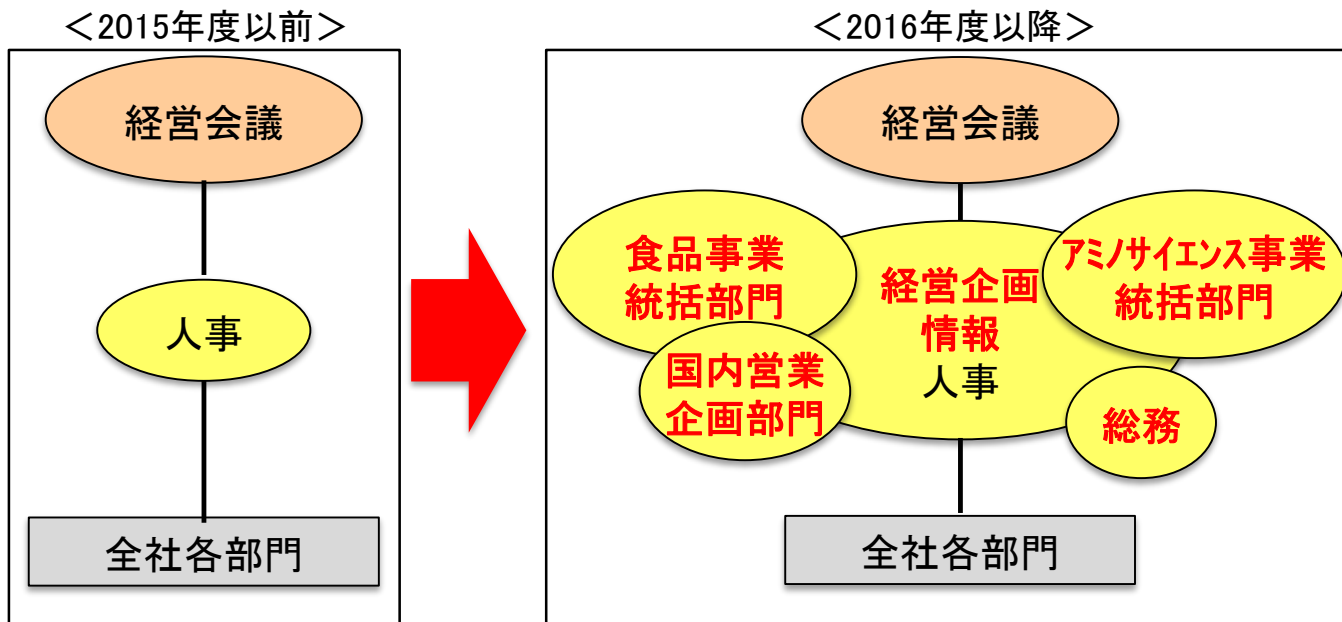 ＜2015年度以前＞
経営会議
人事
全社各部門
＜2016年度以降＞
経営会議
食品事業
統括部門
国内営業
企画部門
経営企画
情報
人事
アミノサイエンス事業
統括部門
総務
全社各部門